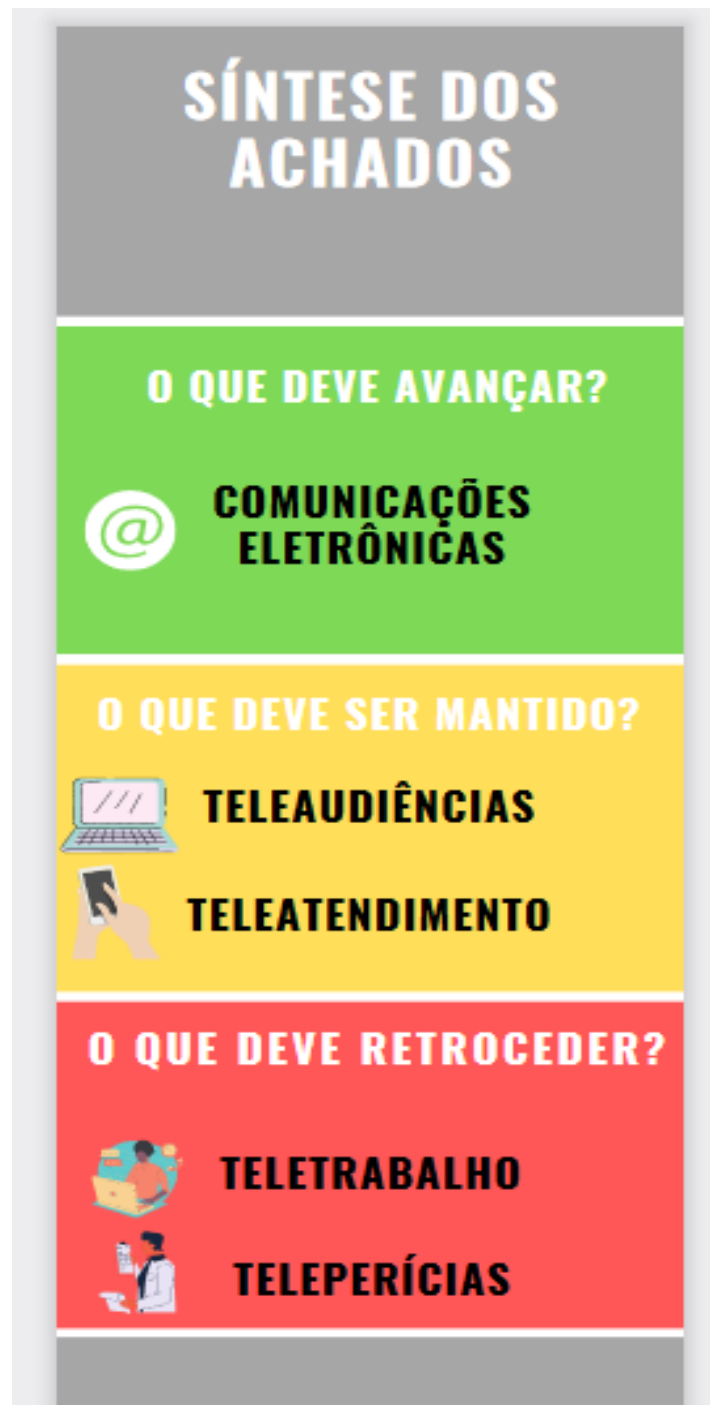 SÍNTESE DOS
ACHADOS
O QUE DEVE AVANÇAR?
@ COMUNICAÇÕES
ELETRÔNICAS
O QUE DEVE SER MANTIDO?
TELEAUDIÊNCIAS
TELEATENDIMENTO
O QUE DEVE RETROCEDER?
TELETRABALHO
TELEPERÍCIAS